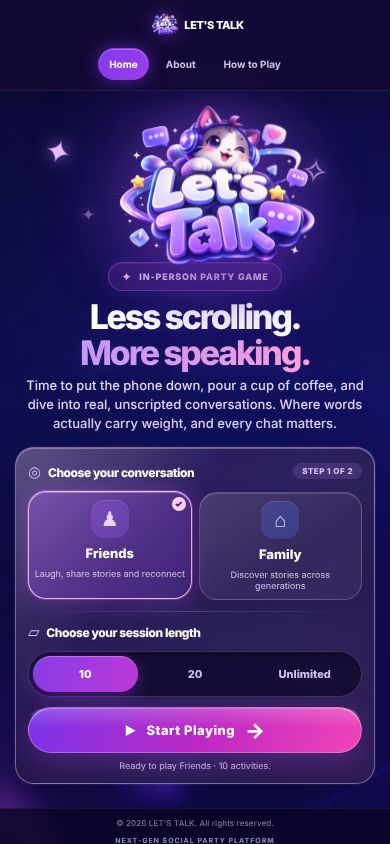 LET'S TALK
Home About How to Play
Let's
Talk
IN-PERSON PARTY GAME
Less scrolling.
More speaking.
Time to put the phone down, pour a cup of coffee, and
dive into real, unscripted conversations. Where words
actually carry weight, and every chat matters.
Choose your conversation STEP 1 OF 2
Friends
Laugh, share stories and reconnect
Family
Discover stories across
generations
Choose your session length
10 20 Unlimited
Start Playing
Ready to play Friends · 10 activities.
© 2026 LET'S TALK. All rights reserved.
NEXT-GEN SOCIAL PARTY PLATFORM